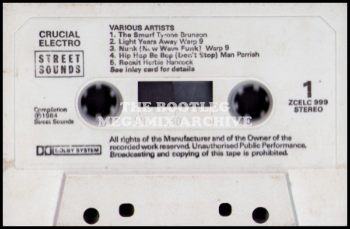 CRUCIAL
ELECTRO
STREET
SOUNDS
VARIOUS ARTISTS
1. The Smurf Tyrone Brunson
2. Light Years Away Warp 9
3. Nunk (New Wave Funk) Warp 9
4. Hip Hop Be Bop (Don't Stop) Man Parrish
5. Rockit Herbie Hancock
See inlay card for details
1
ZCELC 999
STEREO
Compilation
℗1984
Street Sounds
THE BOOTLEG
MEGAMIX ARCHIVE
All rights of the Manufacturer and of the Owner of the
recorded work reserved. Unauthorised Public Performance,
Broadcasting and copying of this tape is prohibited.
DOLBY SYSTEM